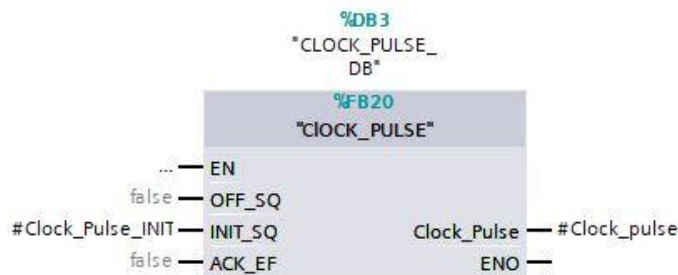 %DB3
"CLOCK_PULSE_
DB"
%FB20
"ClOCK_PULSE"
... EN
false OFF_SQ
#Clock_Pulse_INIT INIT_SQ Clock_Pulse #Clock_pulse
false ACK_EF ENO